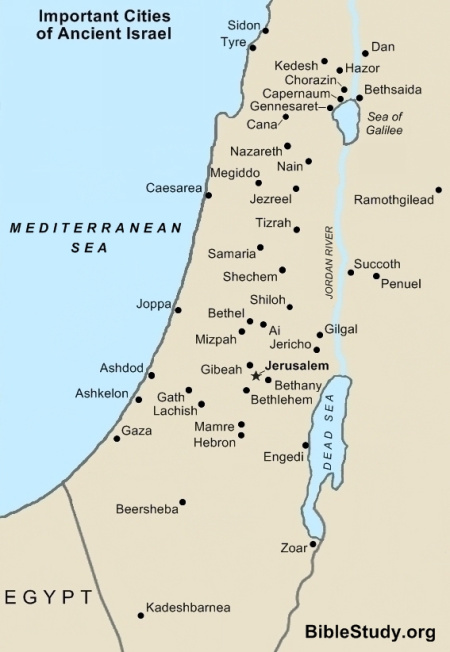 Important Cities
of Ancient Israel
Sidon
Tyre
Dan
Kedesh
Hazor
Chorazin
Capernaum
Bethsaida
Gennesaret
Sea of
Galilee
Cana
Nazareth
Nain
Megiddo
Caesarea
Jezreel
Ramothgilead
Tizrah
MEDITERRANEAN
SEA
JORDAN RIVER
Samaria
Shechem
Succoth
Penuel
Joppa
Shiloh
Bethel
Ai
Gilgal
Mizpah
Jericho
Gibeah
Jerusalem
Ashdod
Bethany
Ashkelon
Gath
Bethlehem
Lachish
DEAD SEA
Gaza
Mamre
Hebron
Engedi
Beersheba
Zoar
EGYPT
Kadeshbarnea
BibleStudy.org